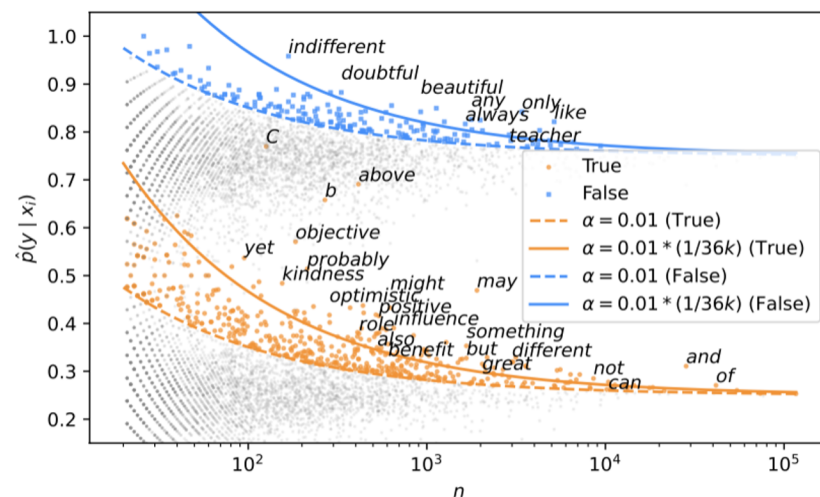 1.0
0.9
0.8
0.7
0.6
0.5
0.4
0.3
0.2
p̂(y | xᵢ)
indifferent
doubtful
beautiful
any
only
like
always
teacher
C
above
b
objective
yet
probably
kindness
might
may
optimistic
positive
role
influence
something
also
benefit
but
different
great
not
can
and
of
True
False
α = 0.01 (True)
α = 0.01 * (1/36k) (True)
α = 0.01 (False)
α = 0.01 * (1/36k) (False)
10² 10³ 10⁴ 10⁵
n